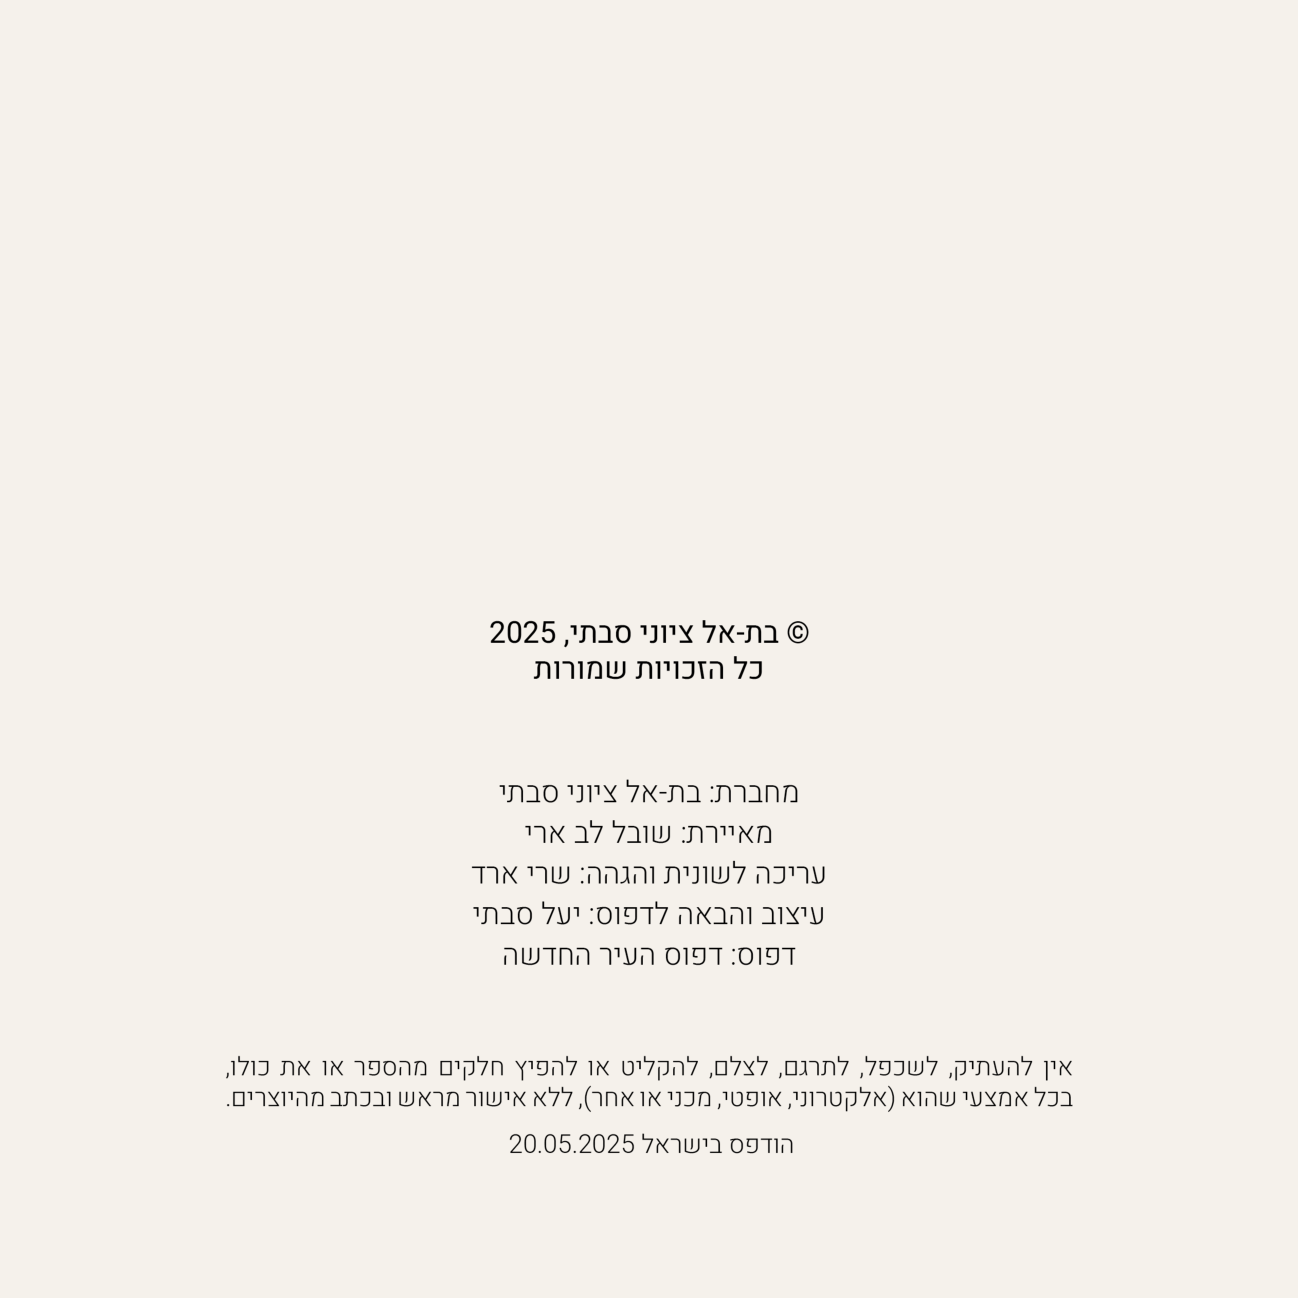 © בת-אל ציוני סבתי, 2025
כל הזכויות שמורות
מחברת: בת-אל ציוני סבתי
מאיירת: שובל לב ארי
עריכה לשונית והגהה: שרי ארד
עיצוב והבאה לדפוס: יעל סבתי
דפוס: דפוס העיר החדשה
אין להעתיק, לשכפל, לתרגם, לצלם, להקליט או להפיץ חלקים מהספר או את כולו,
בכל אמצעי שהוא (אלקטרוני, אופטי, מכני או אחר), ללא אישור מראש ובכתב מהיוצרים.
הודפס בישראל 20.05.2025